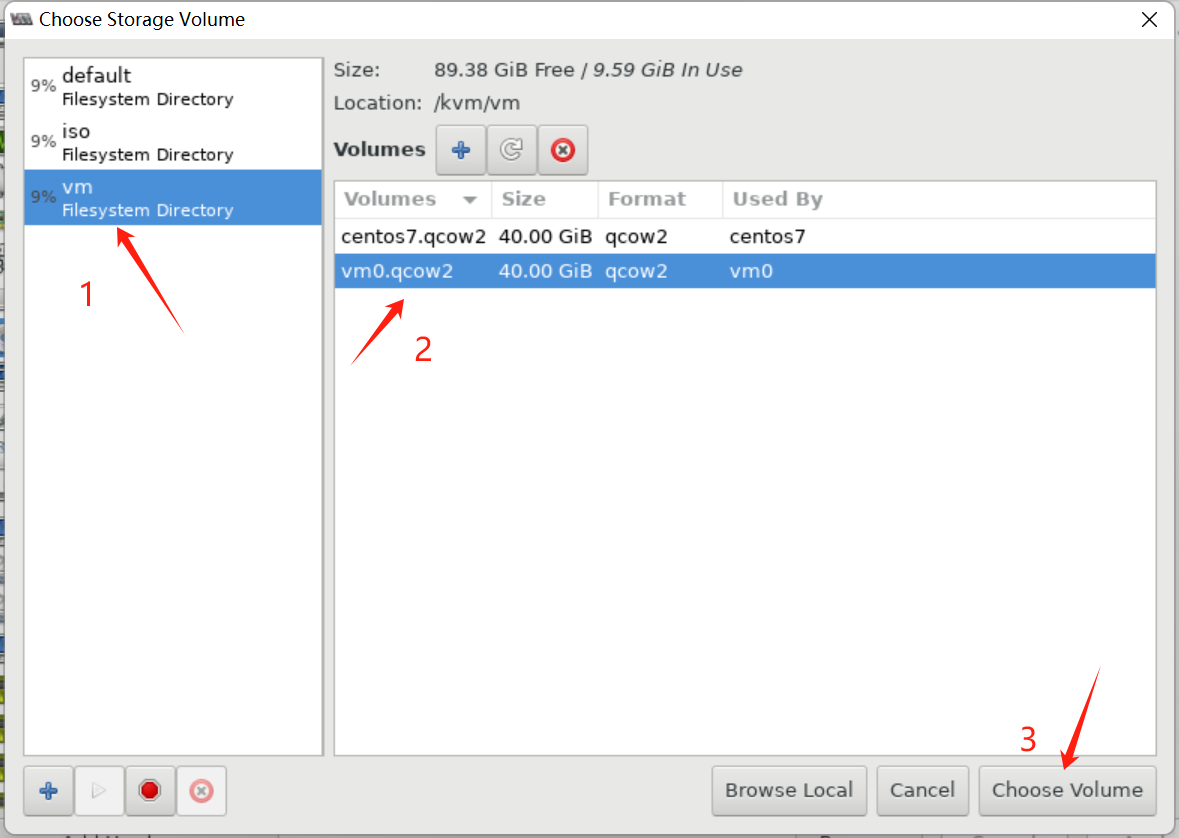 Choose Storage Volume
9% default
Filesystem Directory
9% iso
Filesystem Directory
9% vm
Filesystem Directory
1
Size: 89.38 GiB Free / 9.59 GiB In Use
Location: /kvm/vm
Volumes
Volumes Size Format Used By
centos7.qcow2 40.00 GiB qcow2 centos7
vm0.qcow2 40.00 GiB qcow2 vm0
2
3
Browse Local Cancel Choose Volume